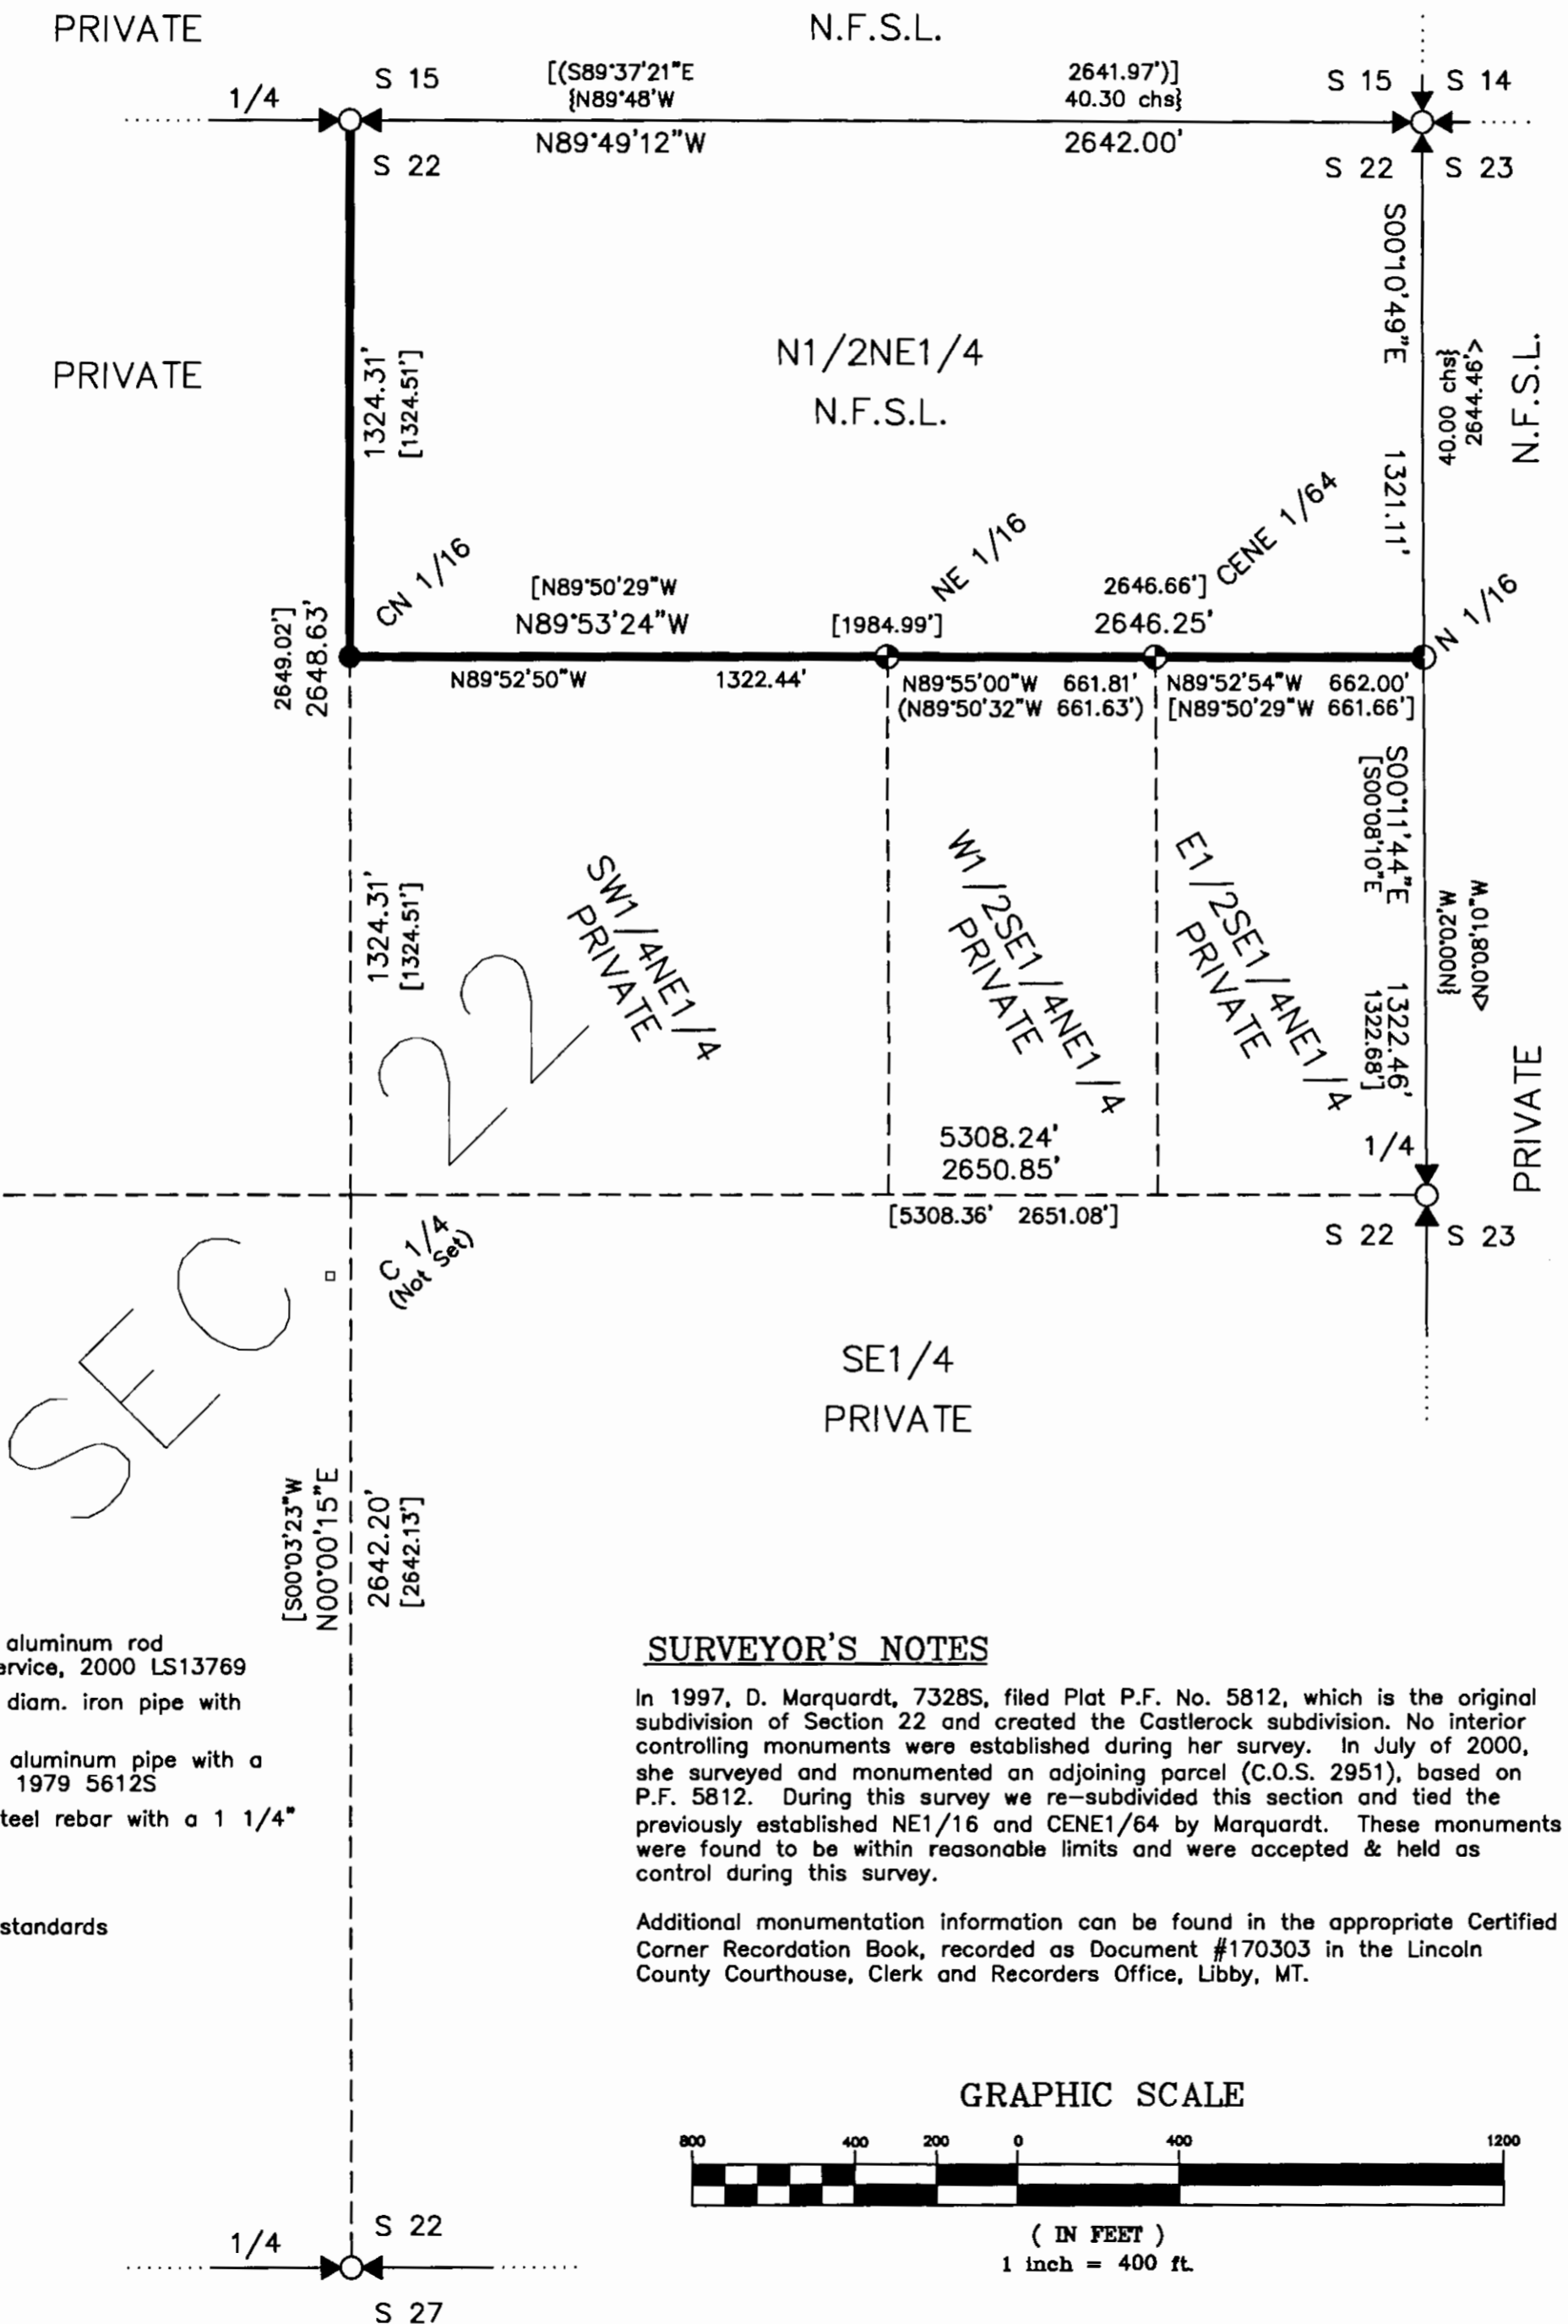 PRIVATE
N.F.S.L.
S 15
[(S89°37'21"E
2641.97')]
S 15
S 14
1/4
{N89°48'W
40.30 chs}
N89°49'12"W
2642.00'
S 22
S 22
S 23
S00°10'49"E
1321.11'
40.00 chs}
2644.46'>
N.F.S.L.
PRIVATE
1324.31'
[1324.51']
N1/2NE1/4
N.F.S.L.
CN 1/16
NE 1/16
CENE 1/64
N 1/16
[N89°50'29"W
2646.66']
N89°53'24"W
[1984.99']
2646.25'
2649.02']
2648.63'
N89°52'50"W
1322.44'
N89°55'00"W 661.81'
N89°52'54"W 662.00'
(N89°50'32"W 661.63')
[N89°50'29"W 661.66']
S00°11'44"E
[S00°08'10"E
1322.46'
1322.68']
{N00°02'W
<N0°08'10"W
1324.31'
[1324.51']
SW1/4NE1/4
PRIVATE
W1/2SE1/4NE1/4
PRIVATE
E1/2SE1/4NE1/4
PRIVATE
PRIVATE
5308.24'
2650.85'
1/4
[5308.36' 2651.08']
S 22
S 23
SEC. 22
C 1/4
(Not Set)
SE1/4
PRIVATE
[S00°03'23"W
N00°00'15"E
2642.20'
[2642.13']
aluminum rod
ervice, 2000 LS13769
diam. iron pipe with
aluminum pipe with a
1979 5612S
teel rebar with a 1 1/4"
standards
SURVEYOR'S NOTES
In 1997, D. Marquardt, 7328S, filed Plat P.F. No. 5812, which is the original
subdivision of Section 22 and created the Castlerock subdivision. No interior
controlling monuments were established during her survey. In July of 2000,
she surveyed and monumented an adjoining parcel (C.O.S. 2951), based on
P.F. 5812. During this survey we re-subdivided this section and tied the
previously established NE1/16 and CENE1/64 by Marquardt. These monuments
were found to be within reasonable limits and were accepted & held as
control during this survey.
Additional monumentation information can be found in the appropriate Certified
Corner Recordation Book, recorded as Document #170303 in the Lincoln
County Courthouse, Clerk and Recorders Office, Libby, MT.
GRAPHIC SCALE
800 400 200 0 400 1200
( IN FEET )
1 inch = 400 ft.
1/4
S 22
S 27